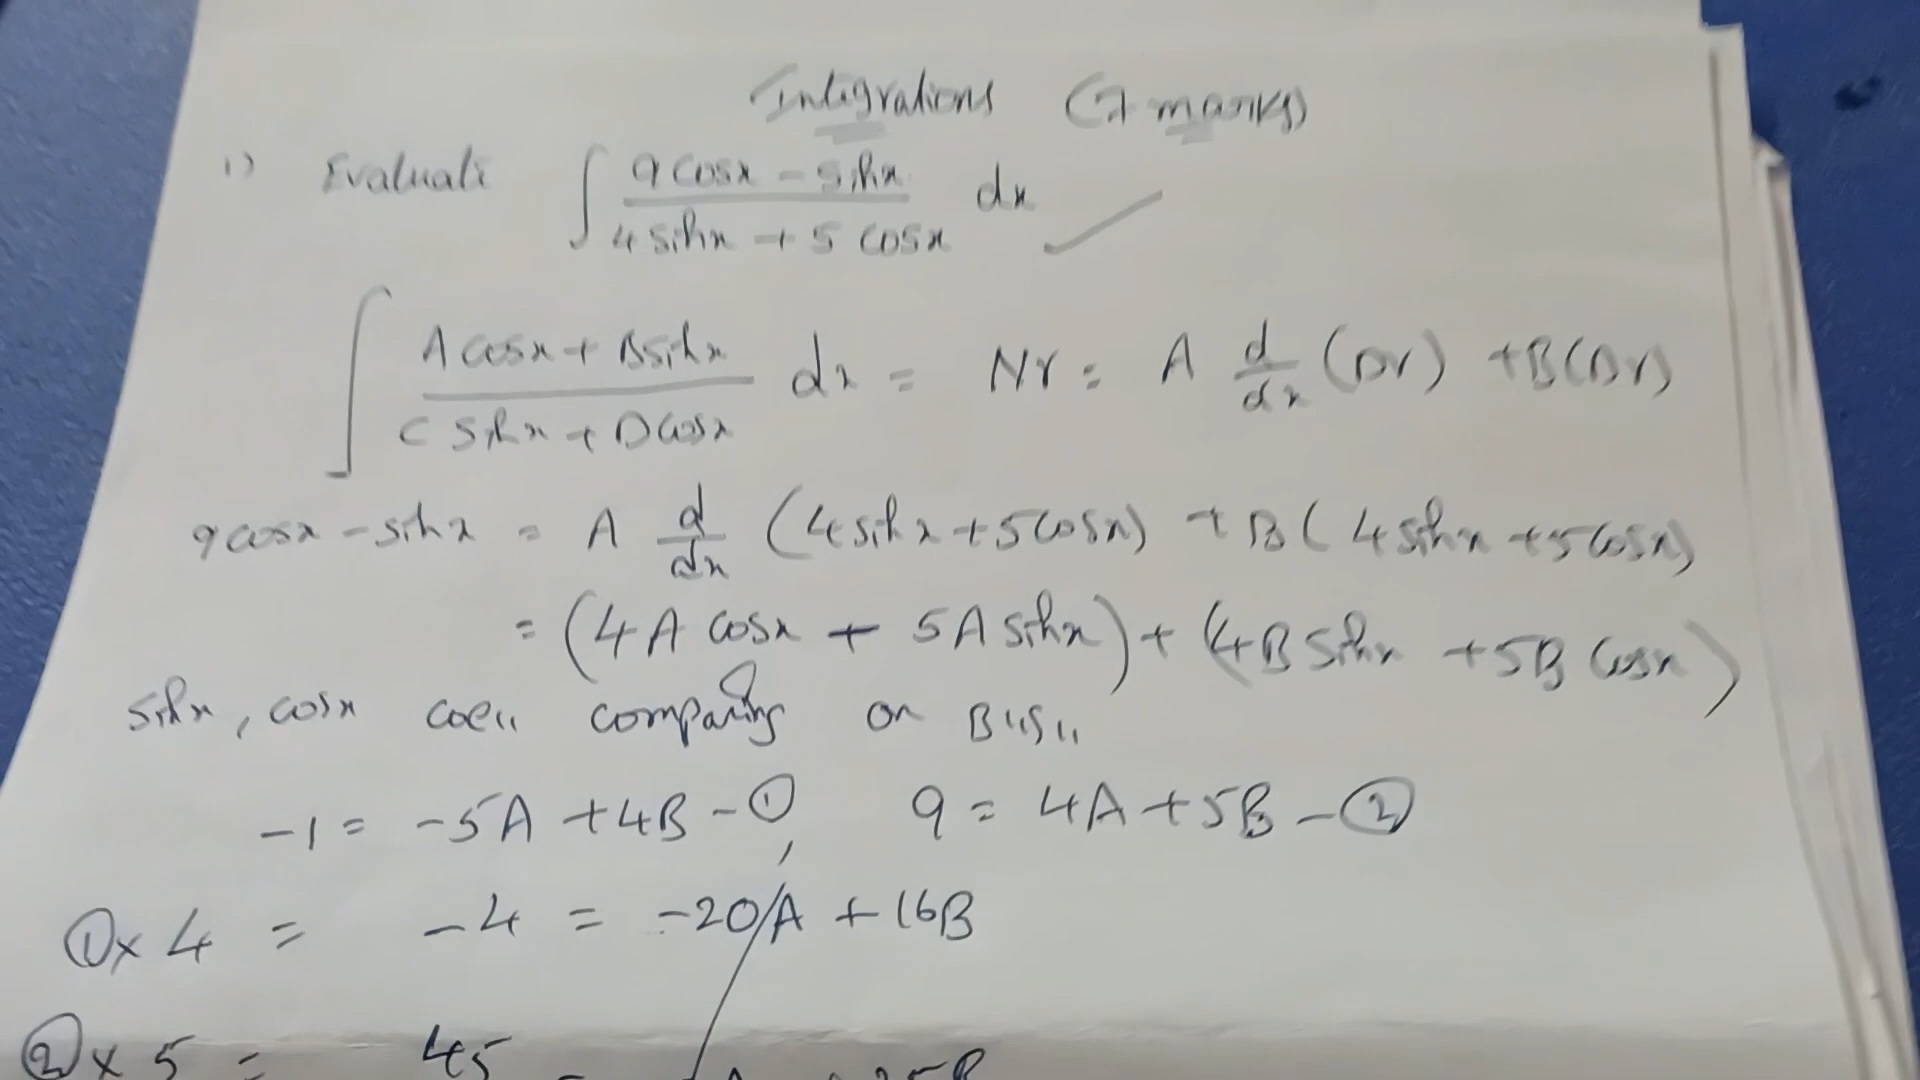 Integrations (7 marks)
1) Evaluate ∫ (9 cosx - sinx)/(4 sinx + 5 cosx) dx
∫ (A cosx + B sinx)/(C sinx + D cosx) dx = Nr = A d/dx (Dr) + B(Dr)
9 cosx - sinx = A d/dx (4 sinx + 5 cosx) + B(4 sinx + 5 cosx)
= (4A cosx + 5A sinx) + (4B sinx + 5B cosx)
sinx, cosx coe₁₁ comparing on B₁₁S₁₁
-1 = -5A + 4B - ① , 9 = 4A + 5B - ②
① x 4 = -4 = -20A + 16B
② x 5 = 45 = 25B